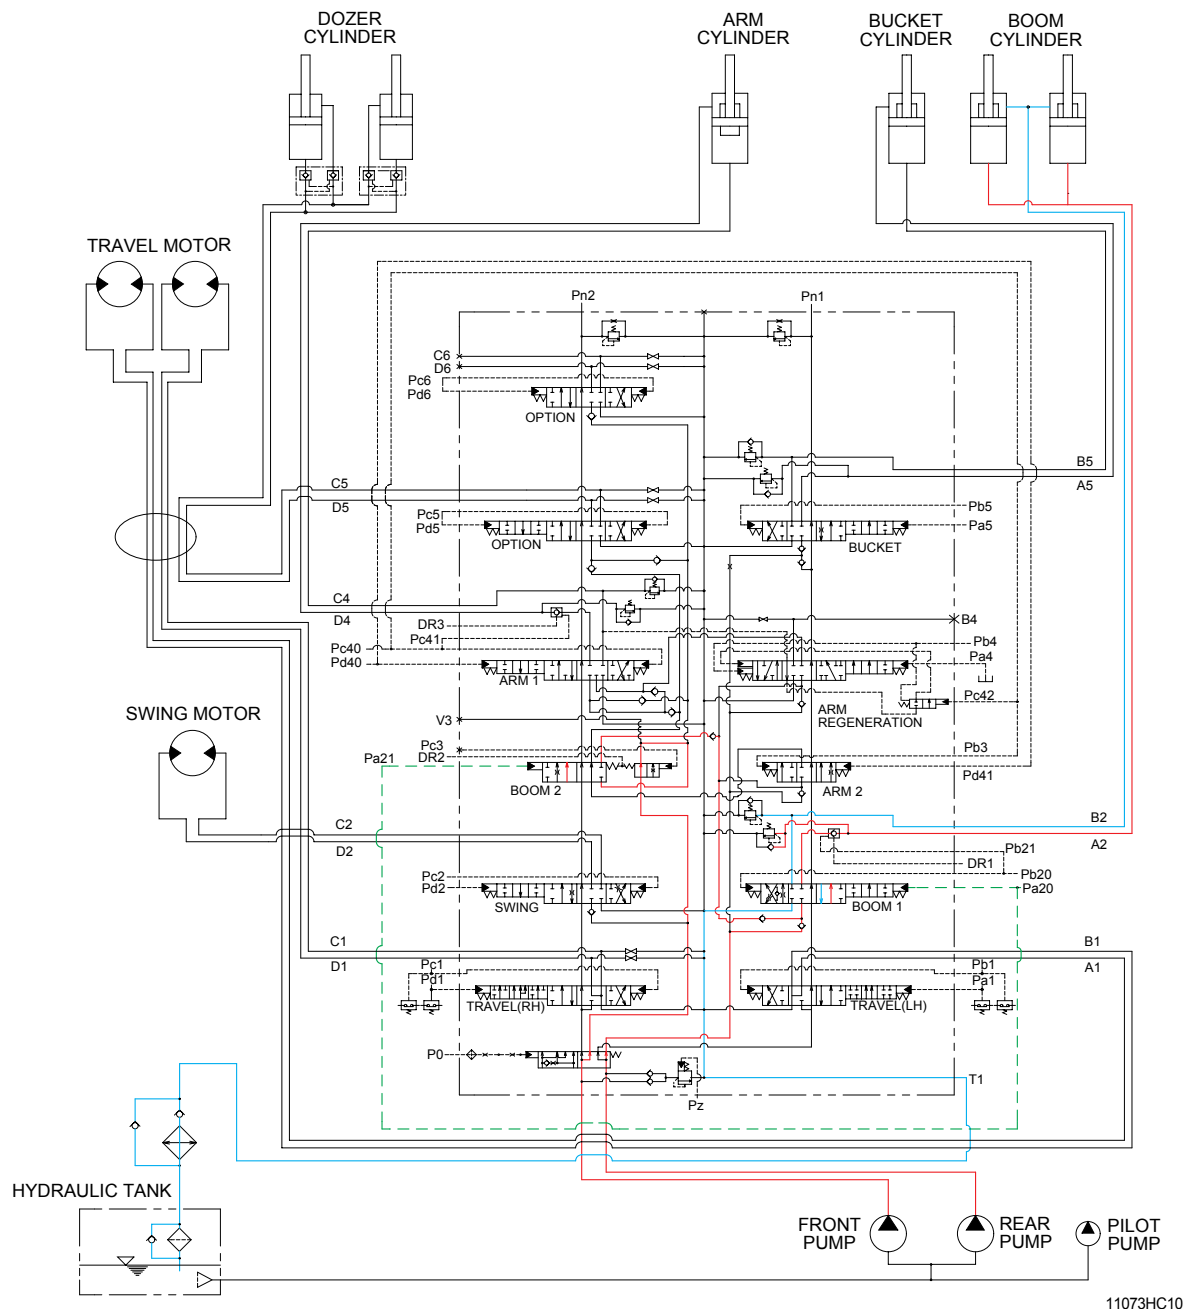 DOZER
CYLINDER
ARM
CYLINDER
BUCKET
CYLINDER
BOOM
CYLINDER
TRAVEL MOTOR
Pn2
Pn1
C6
D6
Pc6
Pd6
OPTION
B5
A5
C5
D5
Pc5
Pd5
OPTION
Pb5
Pa5
BUCKET
C4
D4
DR3
Pc41
Pc40
Pd40
ARM 1
B4
Pb4
Pa4
Pc42
ARM
REGENERATION
SWING MOTOR
V3
Pc3
DR2
Pa21
BOOM 2
Pb3
Pd41
ARM 2
C2
D2
B2
A2
Pb21
DR1
Pc2
Pd2
SWING
Pb20
Pa20
BOOM 1
C1
D1
B1
A1
Pc1
Pd1
TRAVEL(RH)
Pb1
Pa1
TRAVEL(LH)
P0
T1
Pz
HYDRAULIC TANK
FRONT
PUMP
REAR
PUMP
PILOT
PUMP
11073HC10